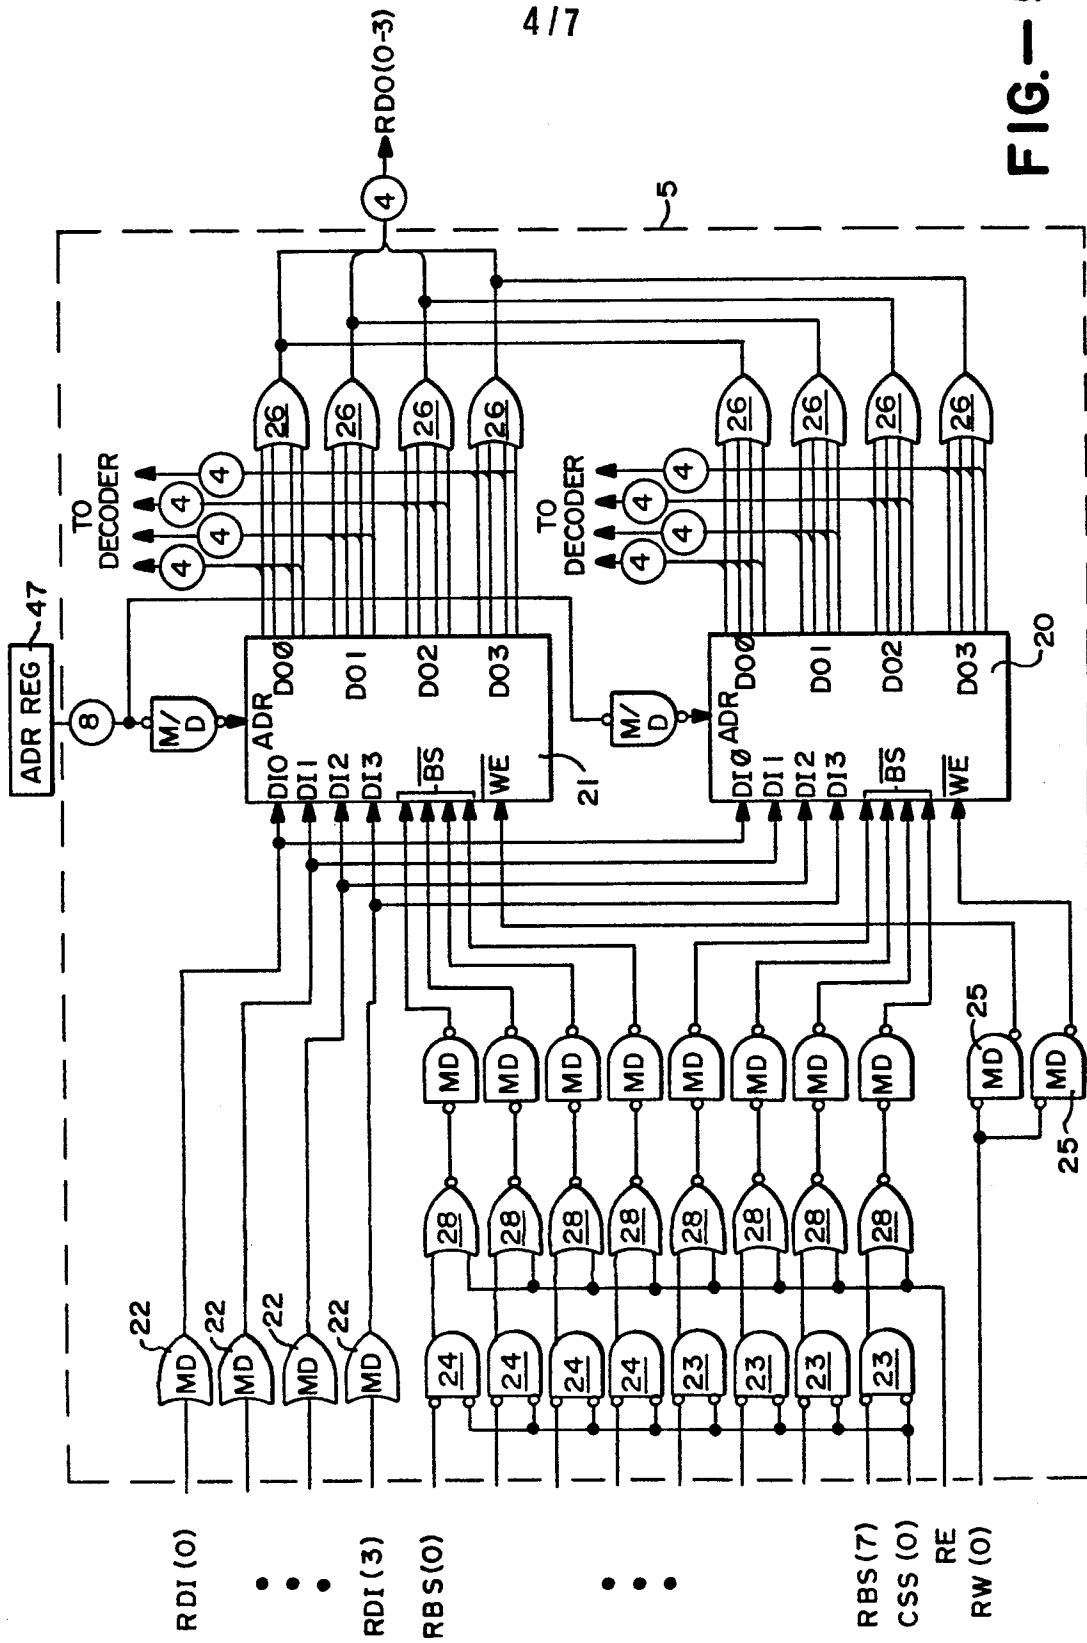 4/7
FIG.—
ADR REG
47
8
5
RDI(0)
RDI(3)
RBS(0)
RBS(7)
CSS(0)
RE
RW(0)
22
22
22
22
MD
MD
MD
MD
24
24
24
24
23
23
23
23
28
28
28
28
28
28
28
28
MD
MD
MD
MD
MD
MD
MD
MD
25
MD
MD
25
M/D
ADR
DI0
DI1
DI2
DI3
BS
WE
DOØ
DO1
DO2
DO3
21
M/D
ADR
DIØ
DI1
DI2
DI3
BS
WE
DOØ
DO1
DO2
DO3
20
TO DECODER
4
4
4
4
26
26
26
26
TO DECODER
4
4
4
4
26
26
26
26
4
RDO(0-3)